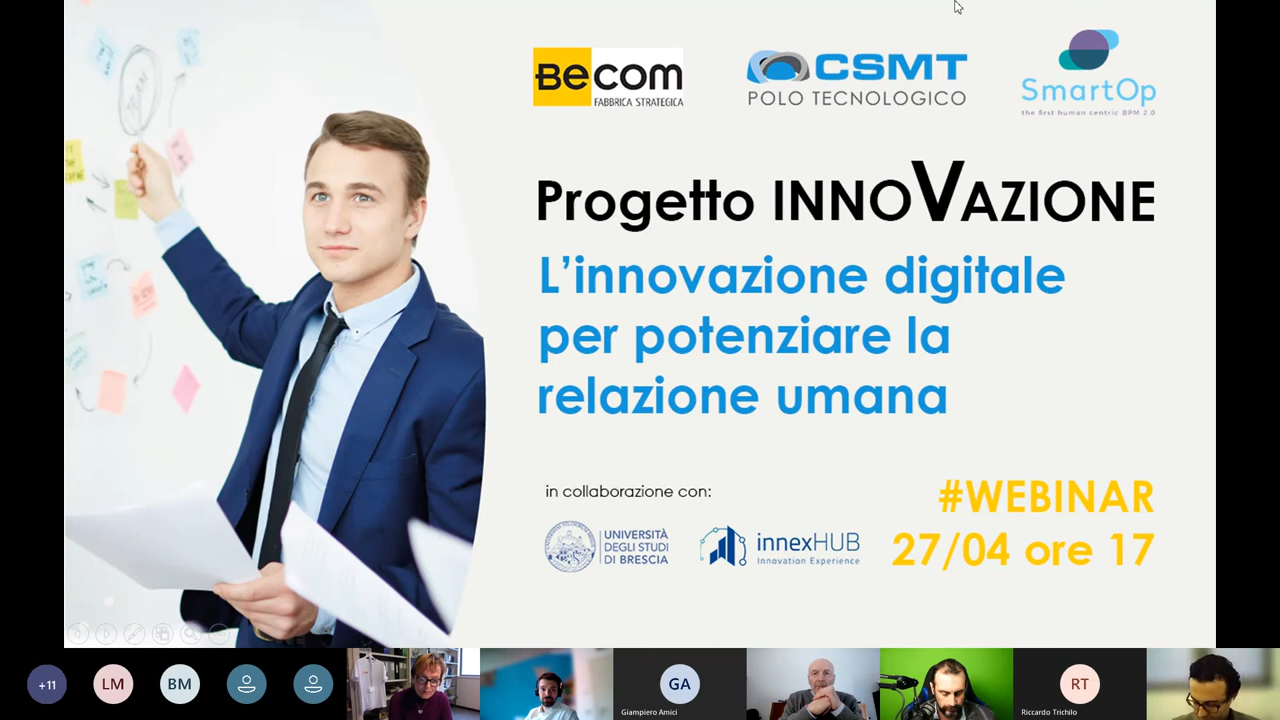 Becom
FABBRICA STRATEGICA
CSMT
POLO TECNOLOGICO
SmartOp
the first human centric BPM 2.0
Progetto INNOVAZIONE
L’innovazione digitale
per potenziare la
relazione umana
in collaborazione con:
UNIVERSITÀ
DEGLI STUDI
DI BRESCIA
innexHUB
Innovation Experience
#WEBINAR
27/04 ore 17
+11
LM
BM
GA
Giampiero Amici
RT
Riccardo Trichilo